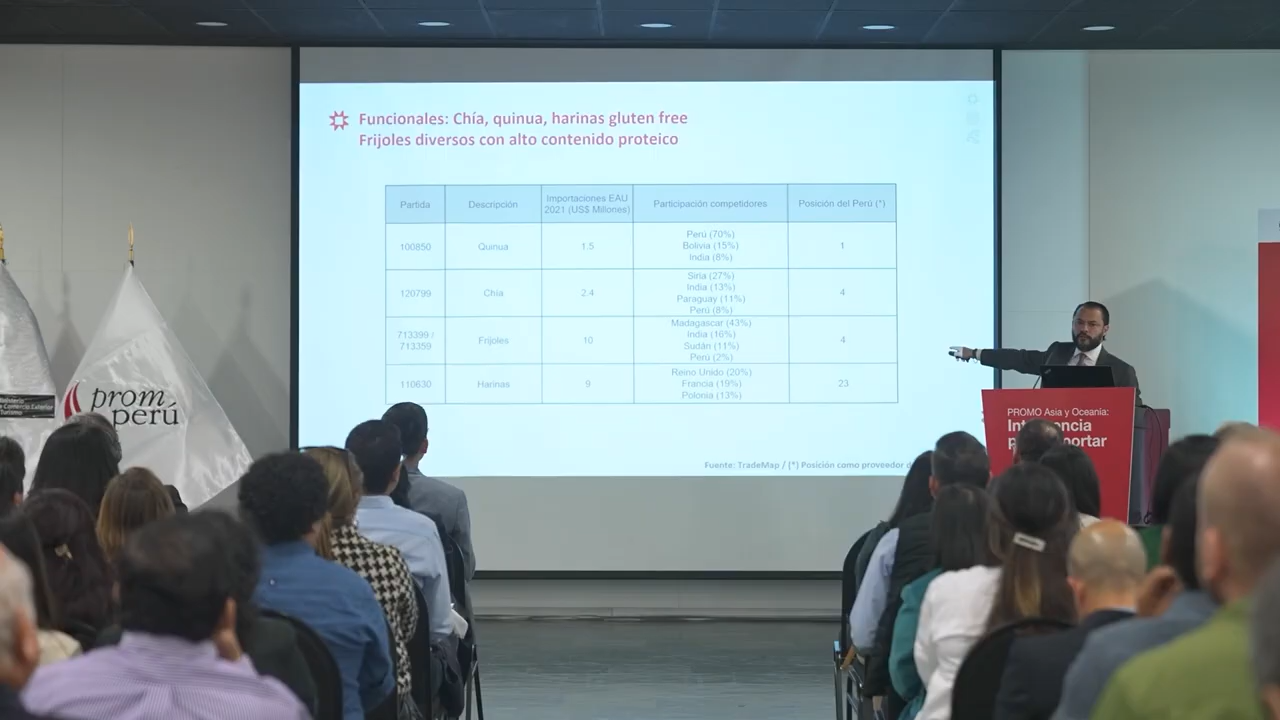 Funcionales: Chía, quinua, harinas gluten free
Frijoles diversos con alto contenido proteico
Partida
Descripción
Importaciones EAU
2021 (US$ Millones)
Participación competidores
Posición del Perú (*)
100850
Quinua
1.5
Perú (70%)
Bolivia (15%)
India (8%)
1
120799
Chía
2.4
Siria (27%)
India (13%)
Paraguay (11%)
Perú (8%)
4
713399 /
713359
Frijoles
10
Madagascar (43%)
India (16%)
Sudán (11%)
Perú (2%)
4
110630
Harinas
9
Reino Unido (20%)
Francia (19%)
Polonia (13%)
23
Fuente: TradeMap / (*) Posición como proveedor
prom
perú
Comercio Exterior
Turismo
PROMO Asia y Oceanía: